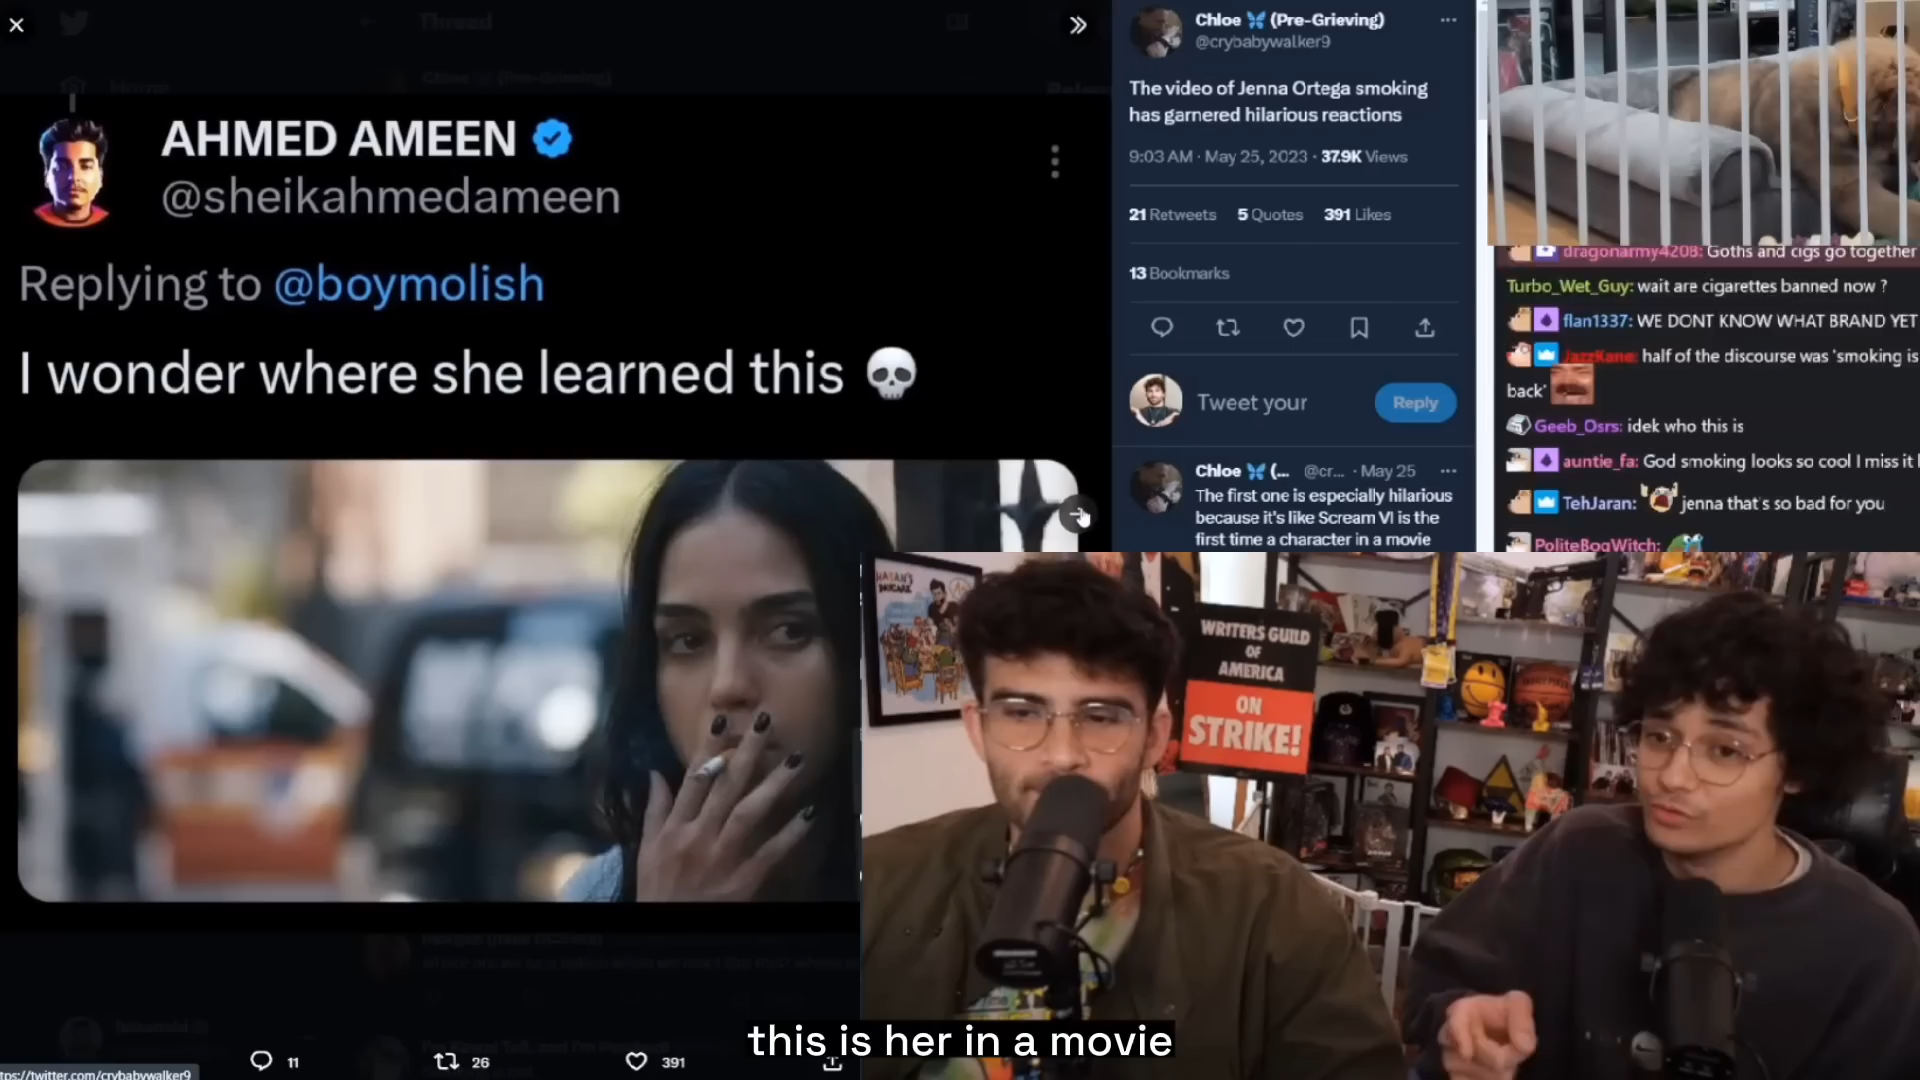 Thread
AHMED AMEEN
@sheikahmedameen
Replying to @boymolish
I wonder where she learned this 💀
11
26
391
Chloe 🦋 (Pre-Grieving)
@crybabywalker9
The video of Jenna Ortega smoking
has garnered hilarious reactions
9:03 AM · May 25, 2023 · 37.9K Views
21 Retweets 5 Quotes 391 Likes
13 Bookmarks
Tweet your
Reply
Chloe 🦋 (... @cr... · May 25
The first one is especially hilarious
because it's like Scream VI is the
first time a character in a movie
dragonarmy4208: Goths and cigs go together
Turbo_Wet_Guy: wait are cigarettes banned now ?
flan1337: WE DONT KNOW WHAT BRAND YET
JazzKane: half of the discourse was 'smoking is
back'
Geeb_Osrs: idek who this is
auntie_fa: God smoking looks so cool I miss it
TehJaran: jenna that's so bad for you
PoliteBogWitch:
WRITERS GUILD
OF
AMERICA
ON
STRIKE!
this is her in a movie